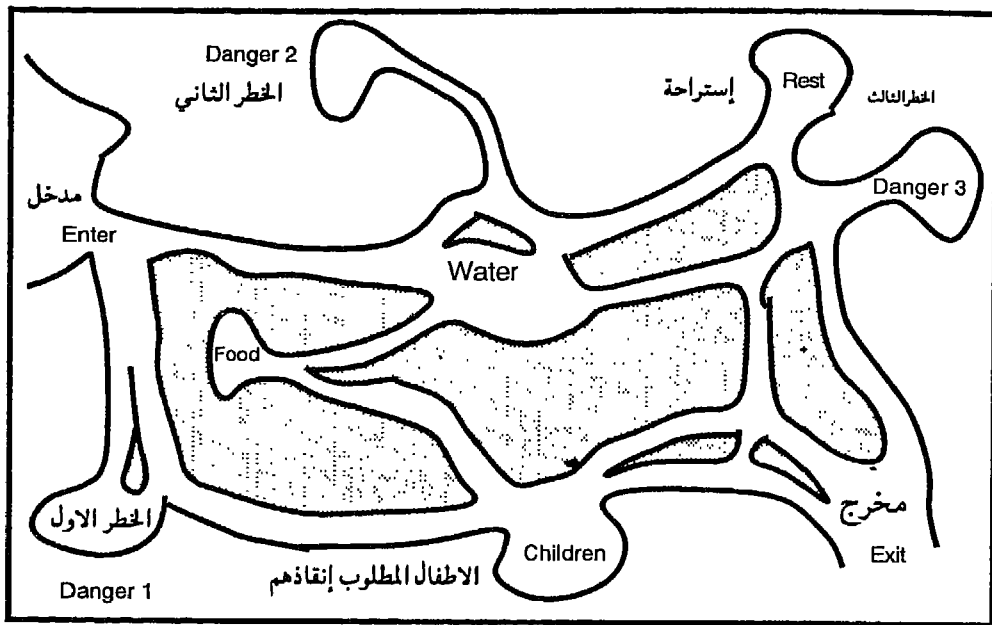 Danger 2
الخطر الثاني
إستراحة
Rest
الخطر الثالث
Danger 3
مدخل
Enter
Water
Food
الخطر الاول
Danger 1
Children
الاطفال المطلوب إنقاذهم
مخرج
Exit